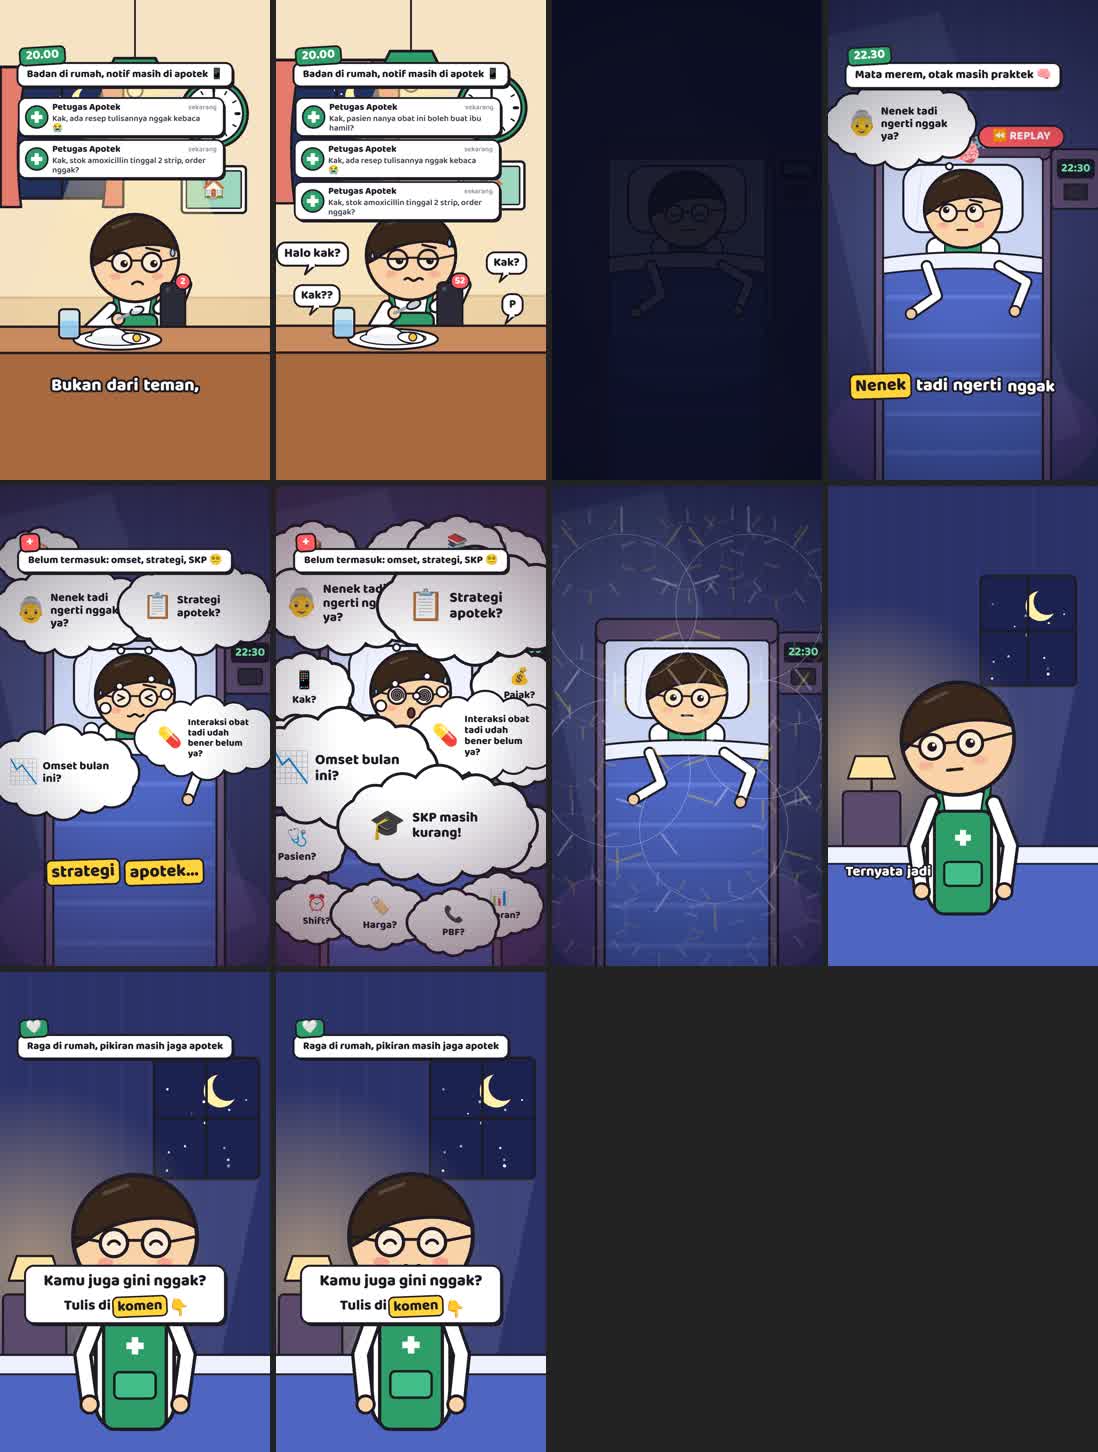 20.00
Badan di rumah, notif masih di apotek
Petugas Apotek
sekarang
Kak, ada resep tulisannya nggak kebaca
Petugas Apotek
sekarang
Kak, stok amoxicillin tinggal 2 strip, order
nggak?
2
Bukan dari teman,
20.00
Badan di rumah, notif masih di apotek
Petugas Apotek
sekarang
Kak, pasien nanya obat ini boleh buat ibu
hamil?
Petugas Apotek
sekarang
Kak, ada resep tulisannya nggak kebaca
Petugas Apotek
sekarang
Kak, stok amoxicillin tinggal 2 strip, order
nggak?
Halo kak?
Kak?
Kak??
52
P
22.30
Mata merem, otak masih praktek
Nenek tadi
ngerti nggak
ya?
REPLAY
22:30
Nenek tadi ngerti nggak
Belum termasuk: omset, strategi, SKP
Nenek tadi
ngerti nggak
ya?
Strategi
apotek?
22:30
Interaksi obat
tadi udah
bener belum
ya?
Omset bulan
ini?
strategi apotek...
Belum termasuk: omset, strategi, SKP
Nenek tadi
ngerti ng
ya?
Strategi
apotek?
Kak?
Pajak?
Interaksi obat
tadi udah
bener belum
ya?
Omset bulan
ini?
SKP masih
kurang!
Pasien?
Shift?
Harga?
PBF?
oran?
22:30
Ternyata jadi
Raga di rumah, pikiran masih jaga apotek
Kamu juga gini nggak?
Tulis di komen
Raga di rumah, pikiran masih jaga apotek
Kamu juga gini nggak?
Tulis di komen